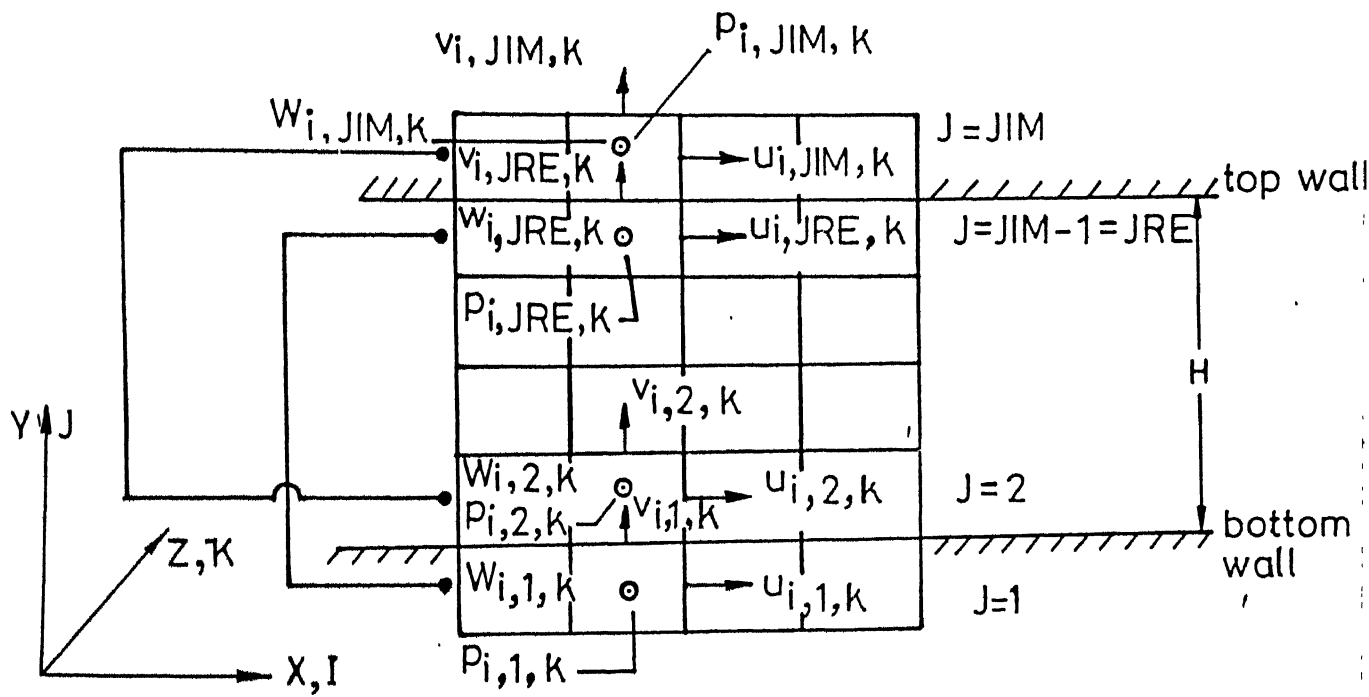 vi, JIM, K
pi, JIM, K
Wi, JIM, K
J = JIM
vi, JRE, K
ui, JIM, K
top wall
wi, JRE, K
ui, JRE, K
J=JIM-1=JRE
pi, JRE, K
H
vi, 2, K
Y J
Wi, 2, K
ui, 2, K
J = 2
pi, 2, K
vi, 1, K
bottom
wall
Z, K
Wi, 1, K
ui, 1, K
J=1
pi, 1, K
X, I